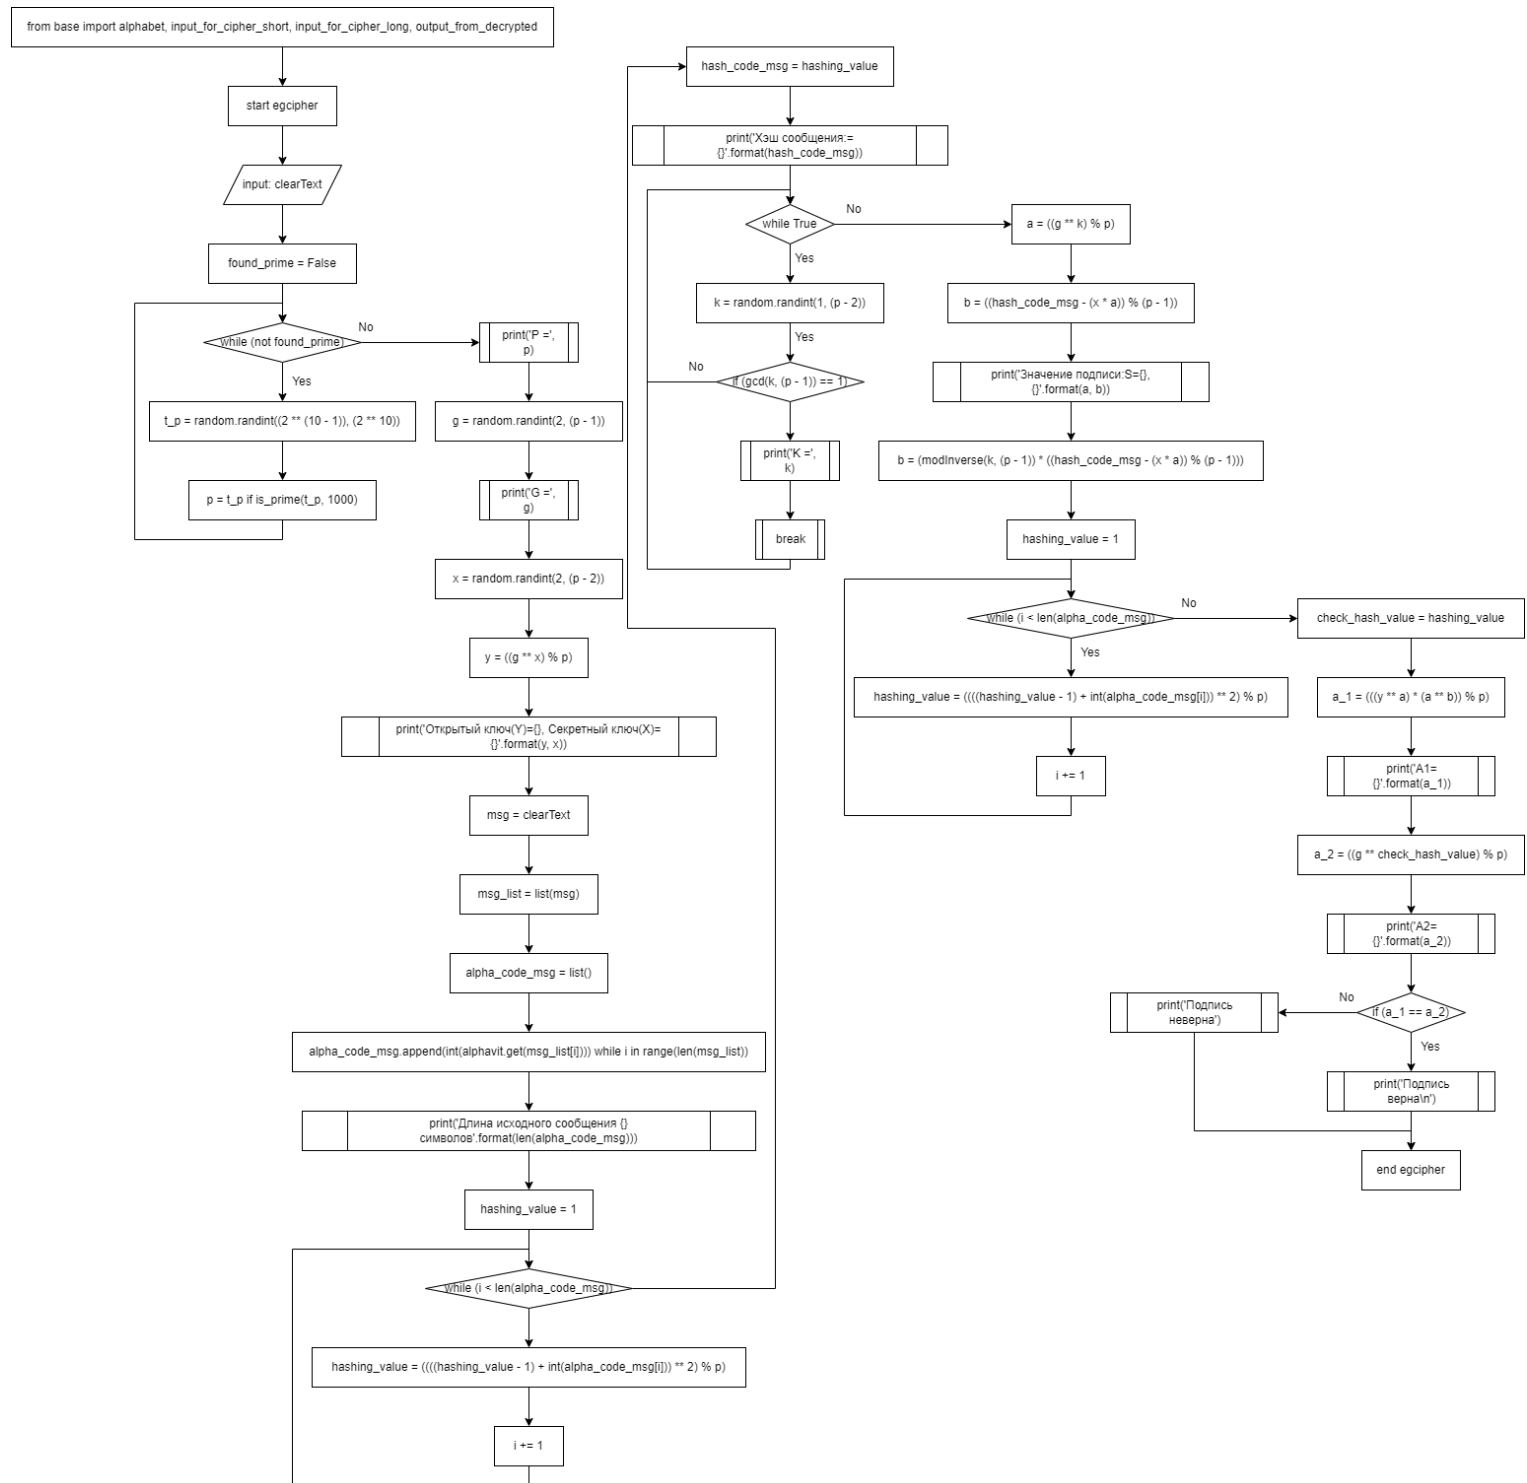 from base import alphabet, input_for_cipher_short, input_for_cipher_long, output_from_decrypted
start egcipher
input: clearText
found_prime = False
while (not found_prime)
No
Yes
t_p = random.randint((2 ** (10 - 1)), (2 ** 10))
p = t_p if is_prime(t_p, 1000)
print('P =',
p)
g = random.randint(2, (p - 1))
print('G =',
g)
x = random.randint(2, (p - 2))
y = ((g ** x) % p)
print('Открытый ключ(Y)={}, Секретный ключ(X)=
{}'.format(y, x))
msg = clearText
msg_list = list(msg)
alpha_code_msg = list()
alpha_code_msg.append(int(alphavit.get(msg_list[i]))) while i in range(len(msg_list))
print('Длина исходного сообщения {}
символов'.format(len(alpha_code_msg)))
hashing_value = 1
while (i < len(alpha_code_msg))
hashing_value = ((((hashing_value - 1) + int(alpha_code_msg[i])) ** 2) % p)
i += 1
hash_code_msg = hashing_value
print('Хэш сообщения:=
{}'.format(hash_code_msg))
while True
No
Yes
k = random.randint(1, (p - 2))
Yes
No
if (gcd(k, (p - 1)) == 1)
print('K =',
k)
break
a = ((g ** k) % p)
b = ((hash_code_msg - (x * a)) % (p - 1))
print('Значение подписи:S={},
{}'.format(a, b))
b = (modInverse(k, (p - 1)) * ((hash_code_msg - (x * a)) % (p - 1)))
hashing_value = 1
while (i < len(alpha_code_msg))
No
Yes
hashing_value = ((((hashing_value - 1) + int(alpha_code_msg[i])) ** 2) % p)
i += 1
check_hash_value = hashing_value
a_1 = (((y ** a) * (a ** b)) % p)
print('A1=
{}'.format(a_1))
a_2 = ((g ** check_hash_value) % p)
print('A2=
{}'.format(a_2))
if (a_1 == a_2)
No
Yes
print('Подпись
неверна')
print('Подпись
верна\n')
end egcipher